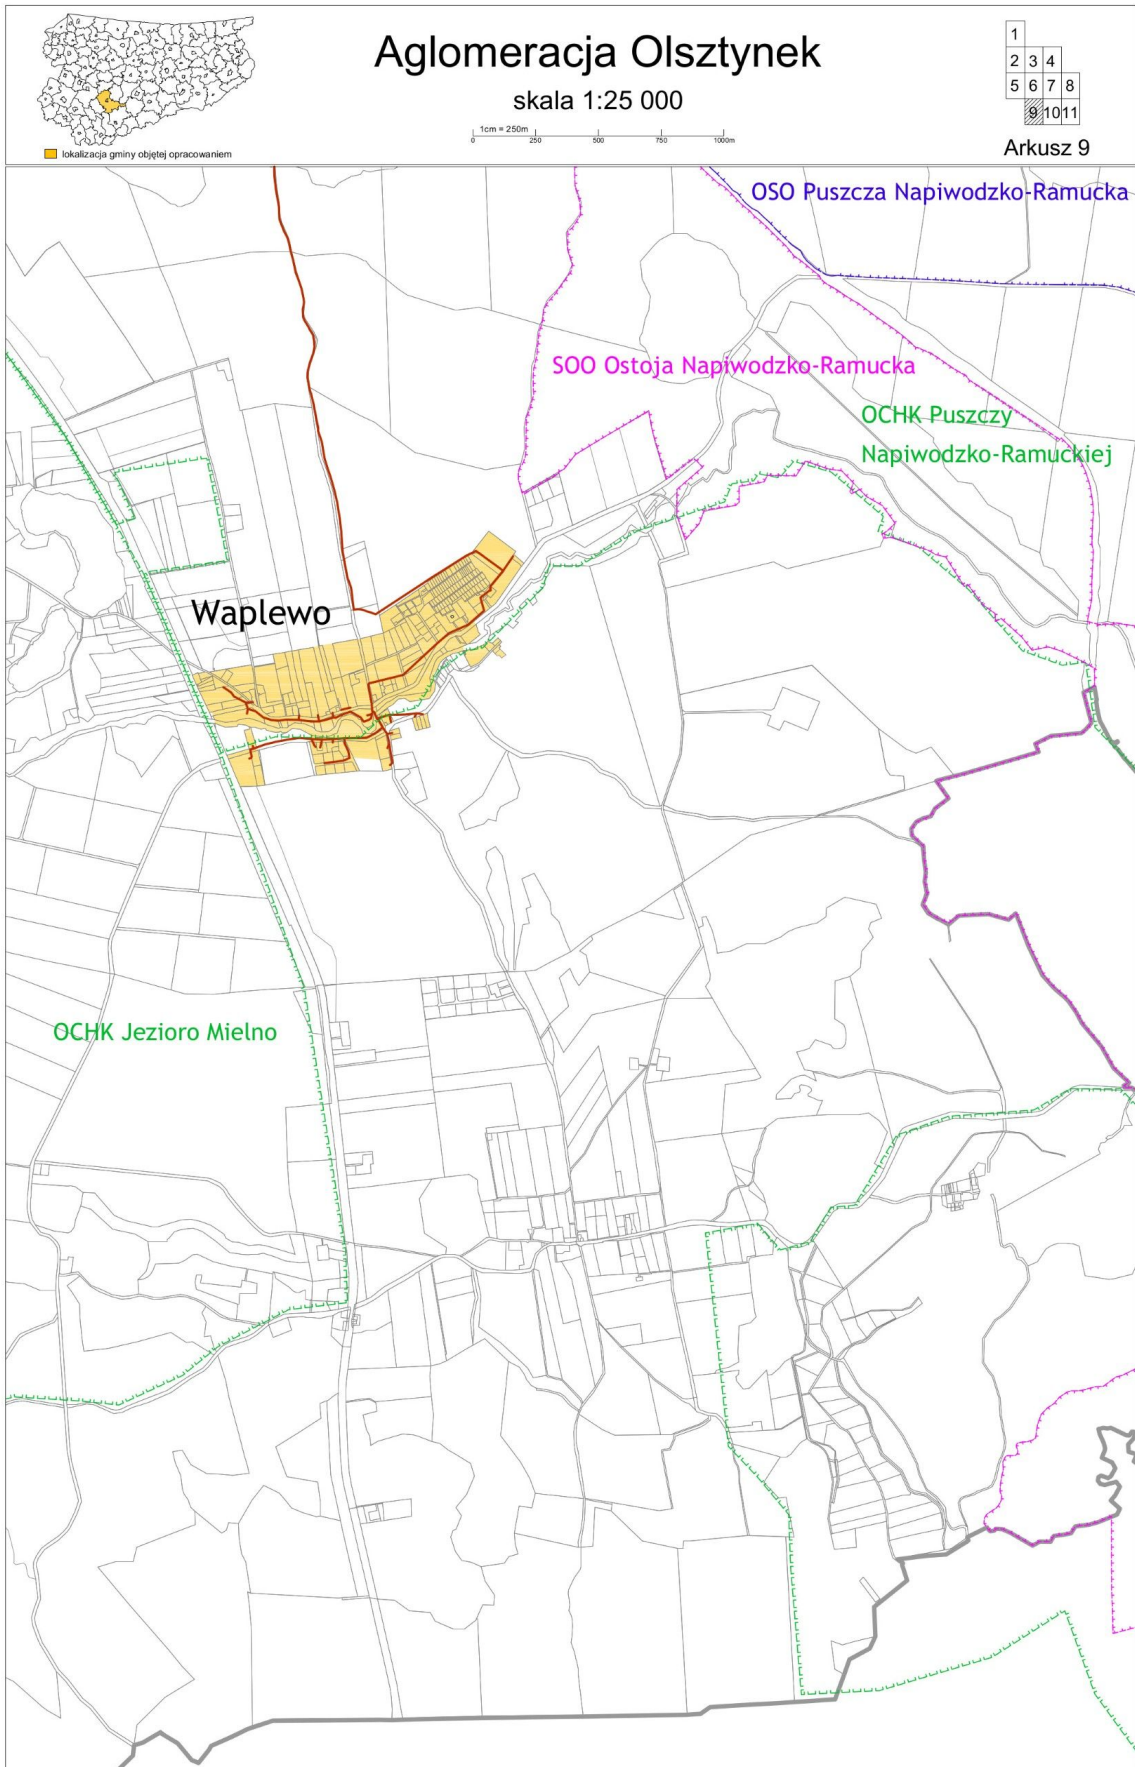 Aglomeracja Olsztynek
skala 1:25 000
1cm = 250m
0 250 500 750 1000m
lokalizacja gminy objętej opracowaniem
1
2 3 4
5 6 7 8
9 10 11
Arkusz 9
OSO Puszcza Napiwodzko-Ramucka
SOO Ostoja Napiwodzko-Ramucka
OCHK Puszczy
Napiwodzko-Ramuckiej
Waplewo
OCHK Jezioro Mielno